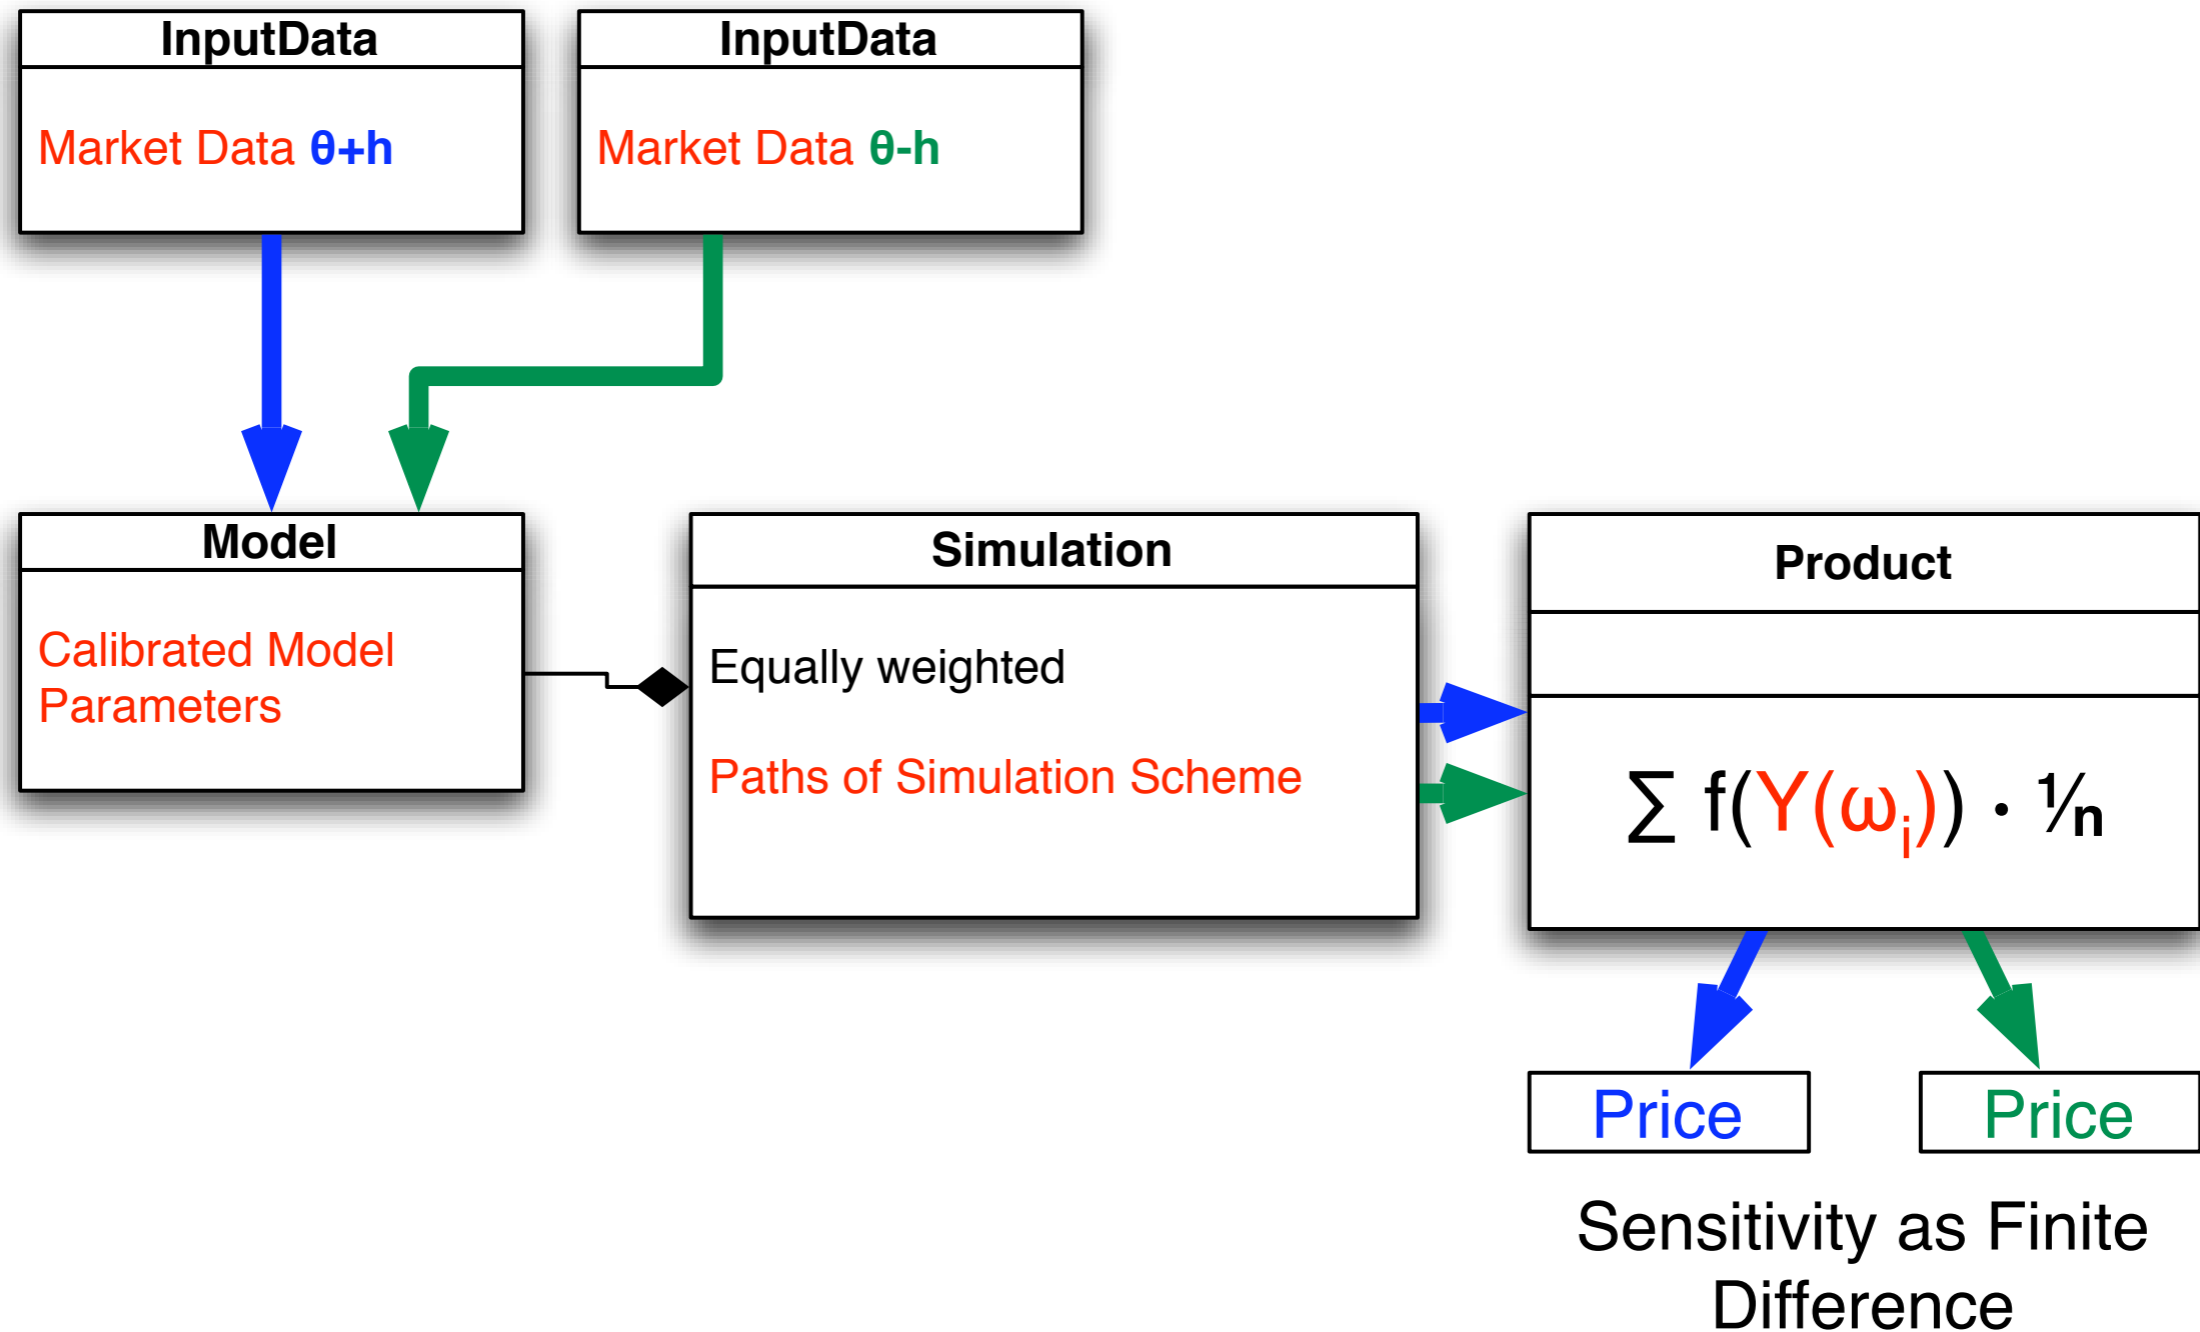 InputData
Market Data θ+h
InputData
Market Data θ-h
Model
Calibrated Model
Parameters
Simulation
Equally weighted
Paths of Simulation Scheme
Product
∑ f(Y(ωᵢ)) · ¹⁄n
Price
Price
Sensitivity as Finite
Difference